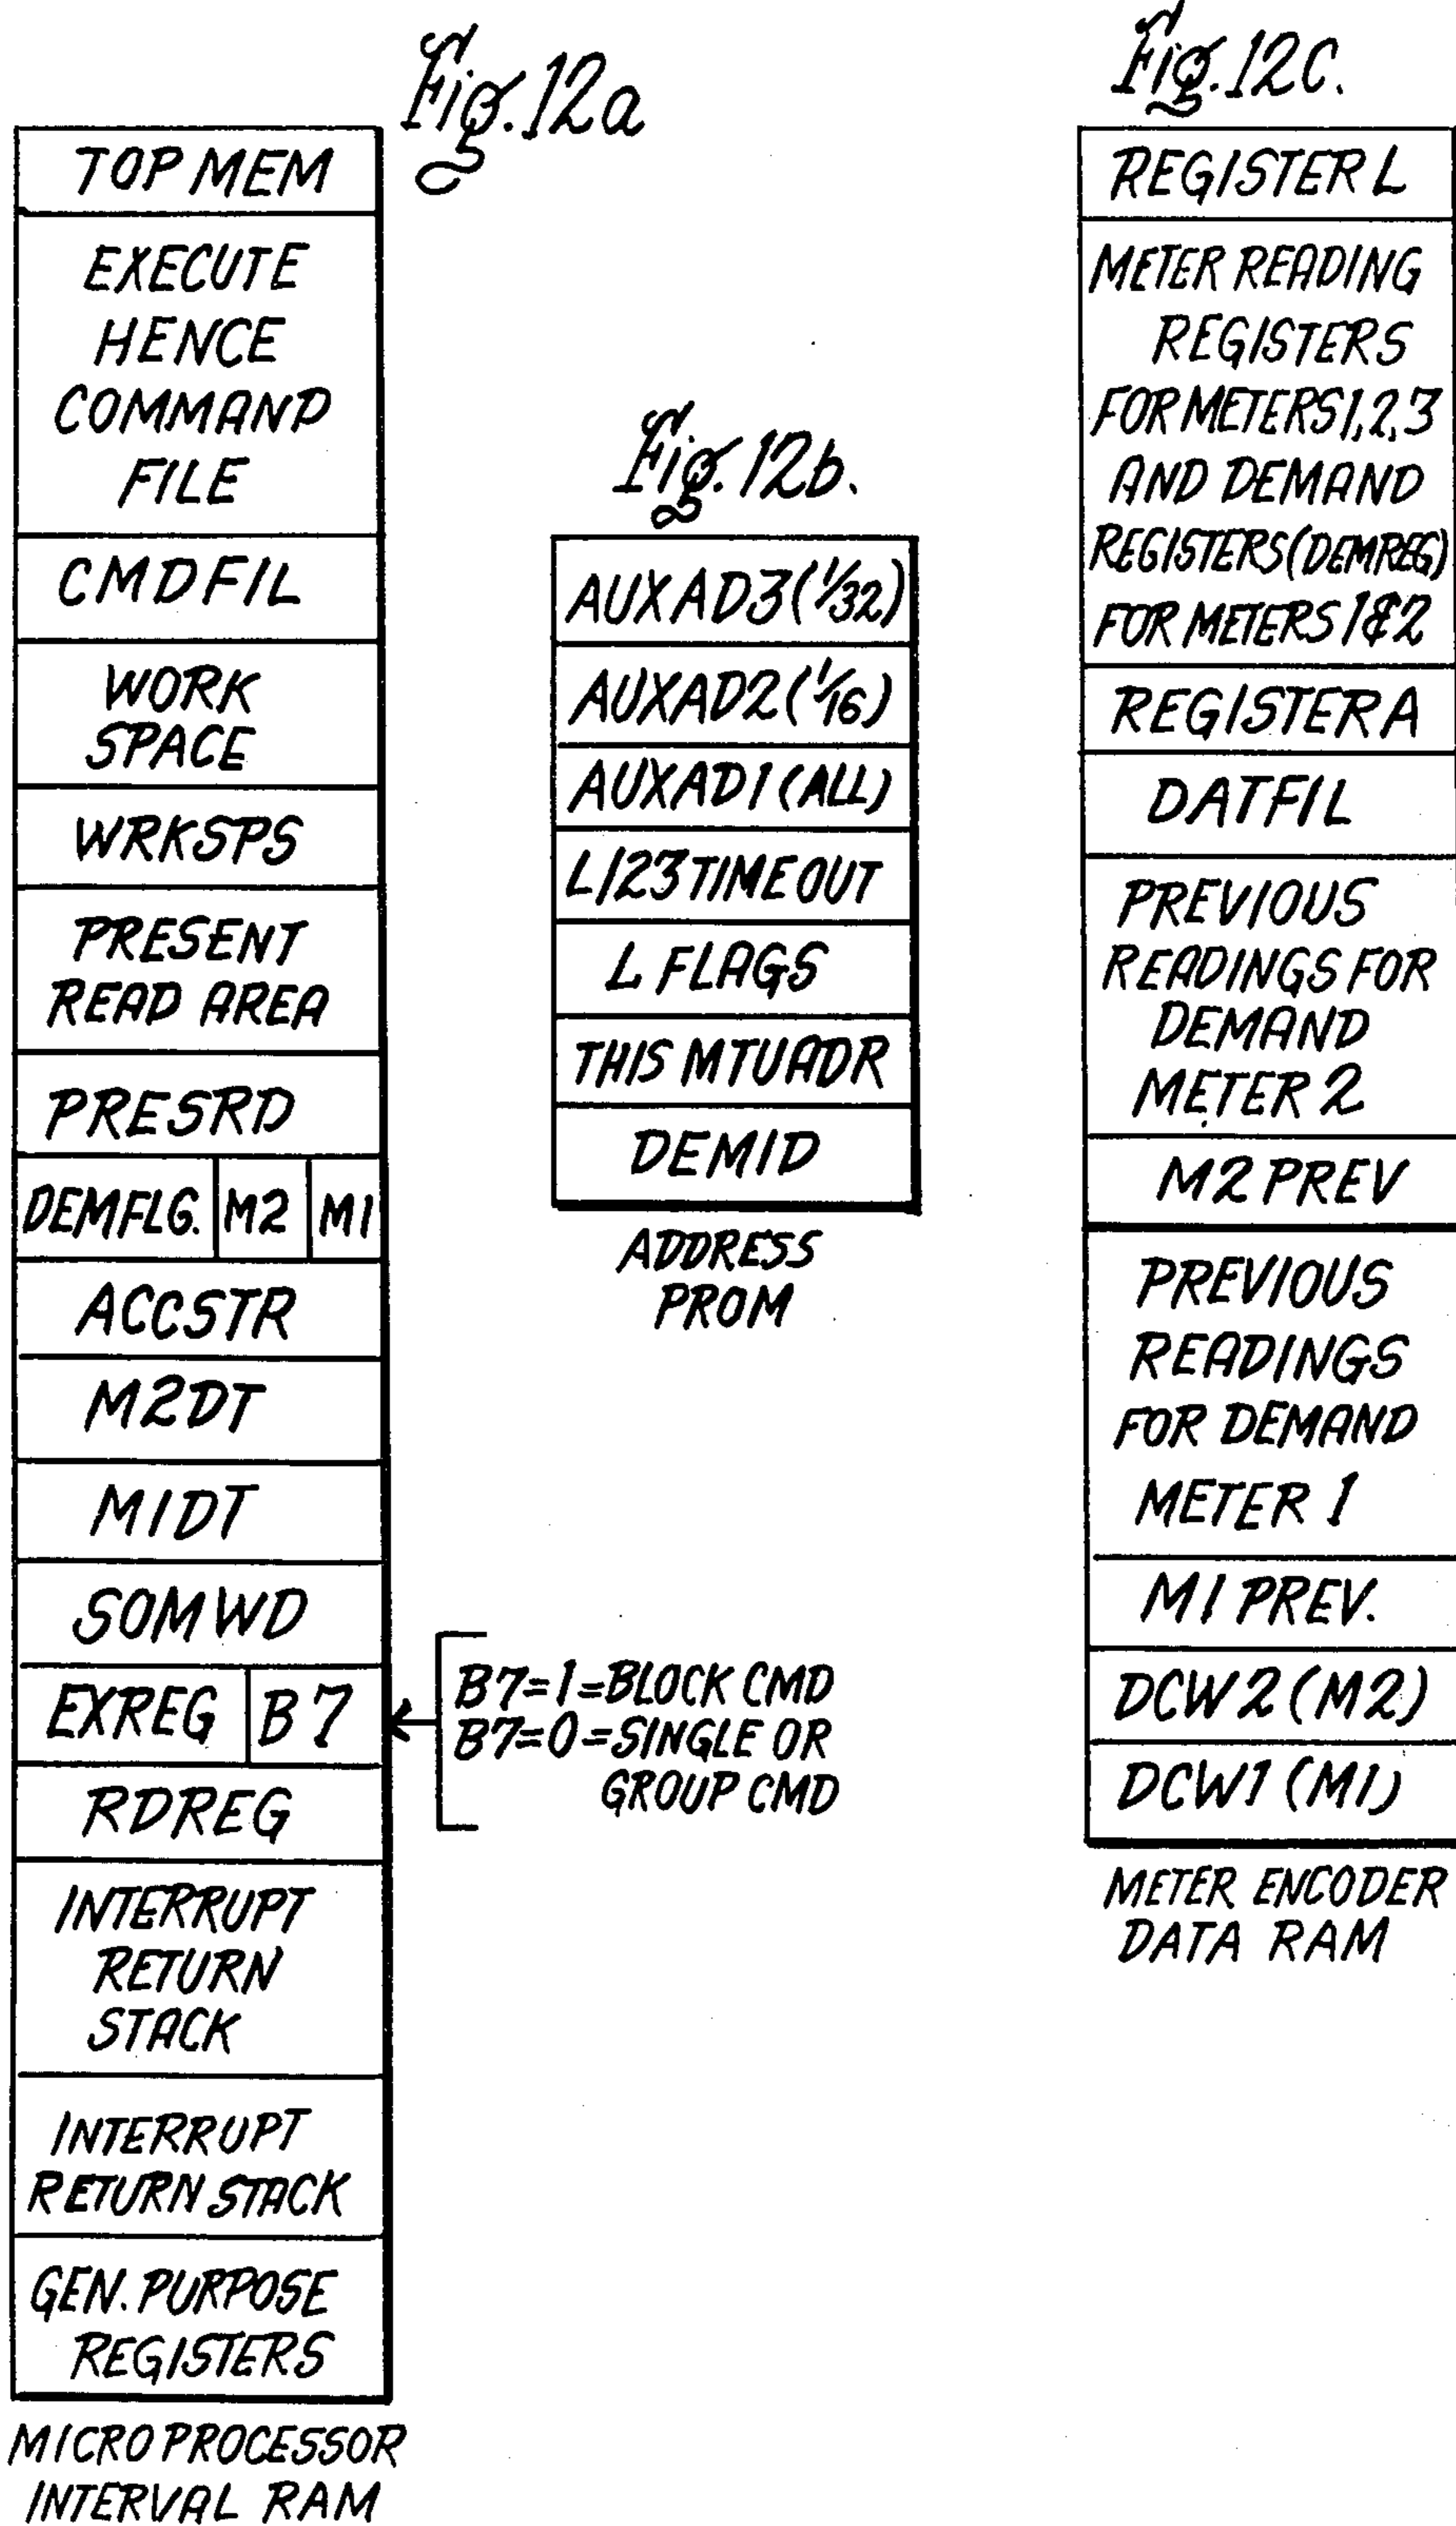 Fig. 12a
TOP MEM
EXECUTE
HENCE
COMMAND
FILE
CMDFIL
WORK
SPACE
WRKSPS
PRESENT
READ AREA
PRESRD
DEMFLG. M2 M1
ACCSTR
M2DT
M1DT
SOMWD
EXREG B7
B7=1=BLOCK CMD
B7=0=SINGLE OR
GROUP CMD
RDREG
INTERRUPT
RETURN
STACK
INTERRUPT
RETURN STACK
GEN. PURPOSE
REGISTERS
MICROPROCESSOR
INTERVAL RAM
Fig. 12b.
AUXAD3 (1/32)
AUXAD2 (1/16)
AUXAD1 (ALL)
L123 TIMEOUT
L FLAGS
THIS MTUADR
DEMID
ADDRESS
PROM
Fig. 12c.
REGISTER L
METER READING
REGISTERS
FOR METERS 1,2,3
AND DEMAND
REGISTERS (DEMREG)
FOR METERS 1&2
REGISTER A
DATFIL
PREVIOUS
READINGS FOR
DEMAND
METER 2
M2 PREV
PREVIOUS
READINGS
FOR DEMAND
METER 1
M1 PREV.
DCW2 (M2)
DCW1 (M1)
METER ENCODER
DATA RAM